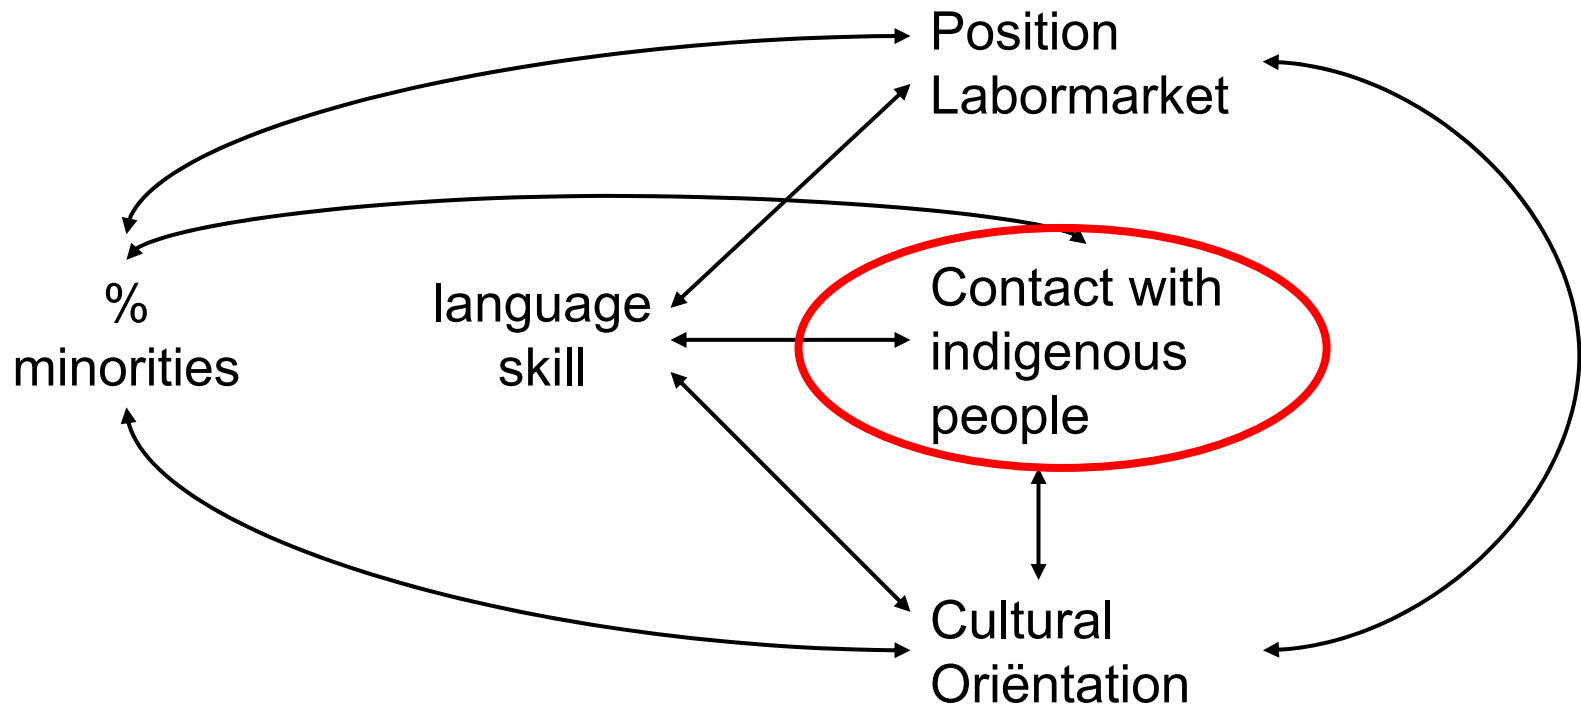 Position
Labormarket
%
minorities
language
skill
Contact with
indigenous
people
Cultural
Oriëntation